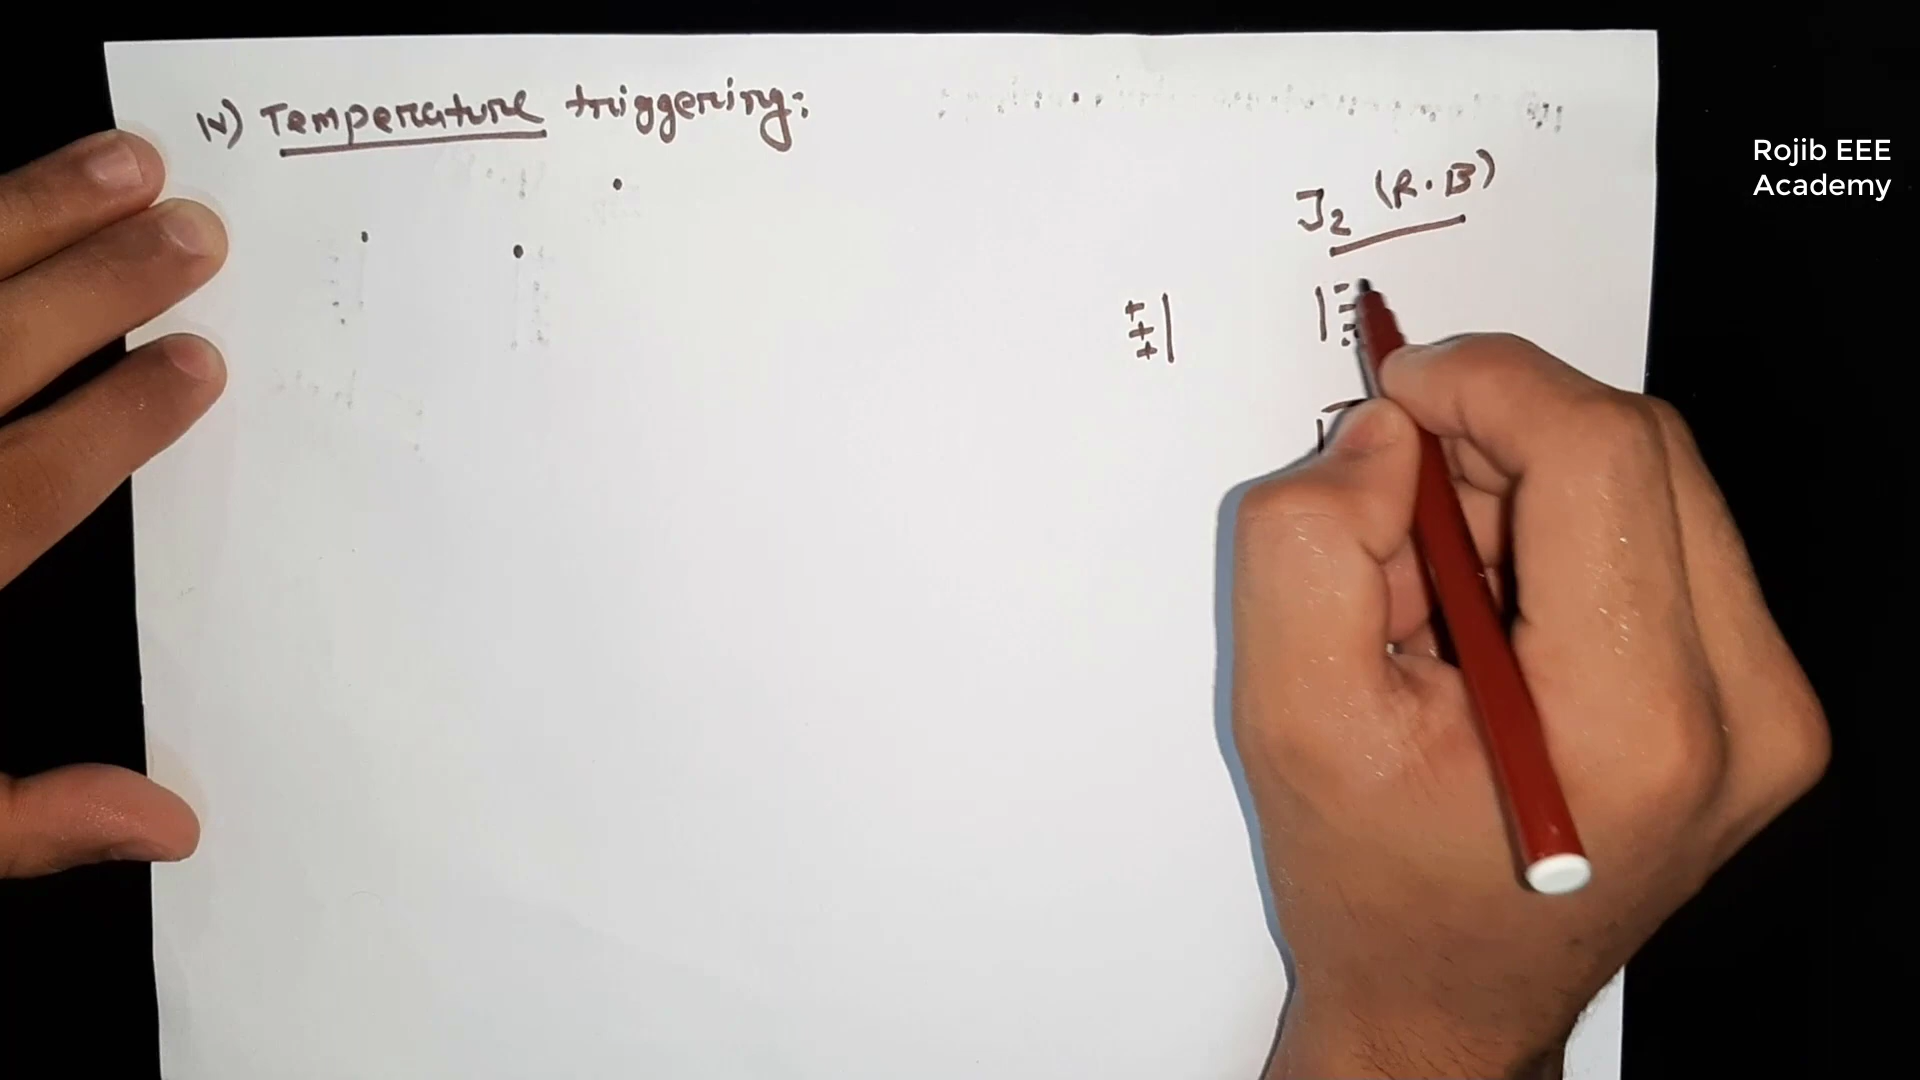 IV) Temperature triggering:
J2 (R.B)
+
+
+
Rojib EEE
Academy